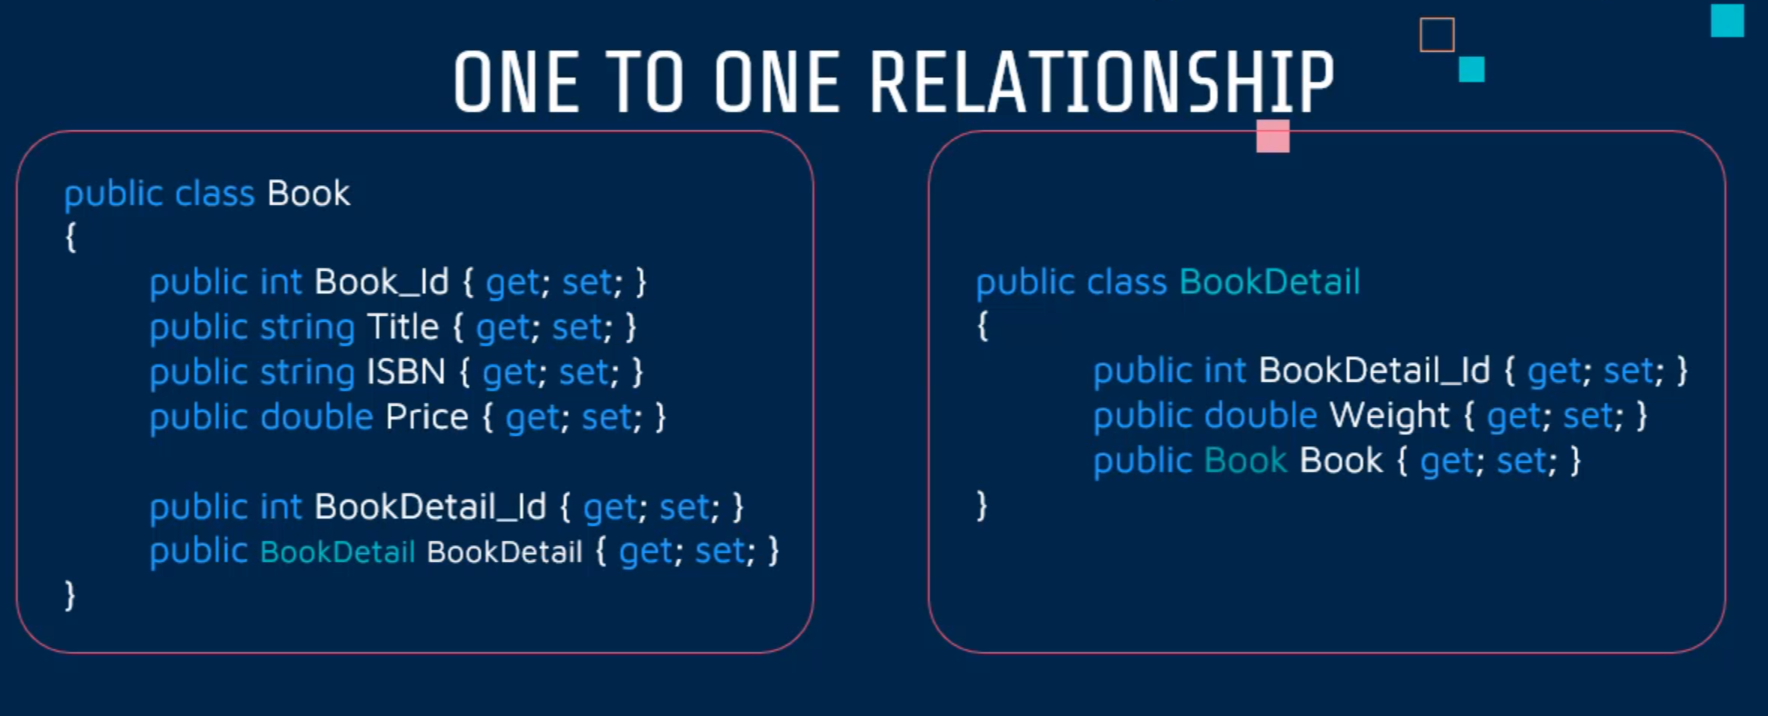 ONE TO ONE RELATIONSHIP
public class Book
{
public int Book_Id { get; set; }
public string Title { get; set; }
public string ISBN { get; set; }
public double Price { get; set; }
public int BookDetail_Id { get; set; }
public BookDetail BookDetail { get; set; }
}
public class BookDetail
{
public int BookDetail_Id { get; set; }
public double Weight { get; set; }
public Book Book { get; set; }
}